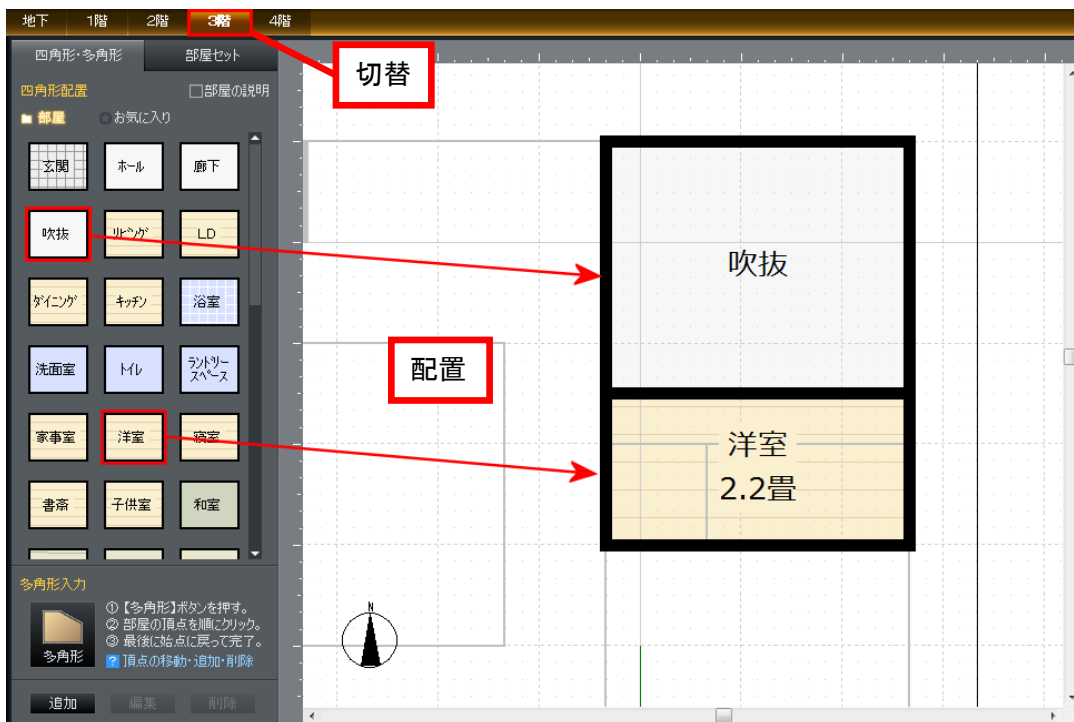 地下 1階 2階 3階 4階
四角形・多角形 部屋セット
切替
四角形配置 部屋の説明
部屋 お気に入り
玄関 ホール 廊下
吹抜 リビング LD
吹抜
ダイニング キッチン 浴室
洗面室 トイレ ランドリー
スペース
配置
家事室 洋室 寝室
洋室
2.2畳
書斎 子供室 和室
多角形入力
①【多角形】ボタンを押す。
②部屋の頂点を順にクリック。
③最後に始点に戻って完了。
多角形 ? 頂点の移動・追加・削除
N
追加 編集 削除